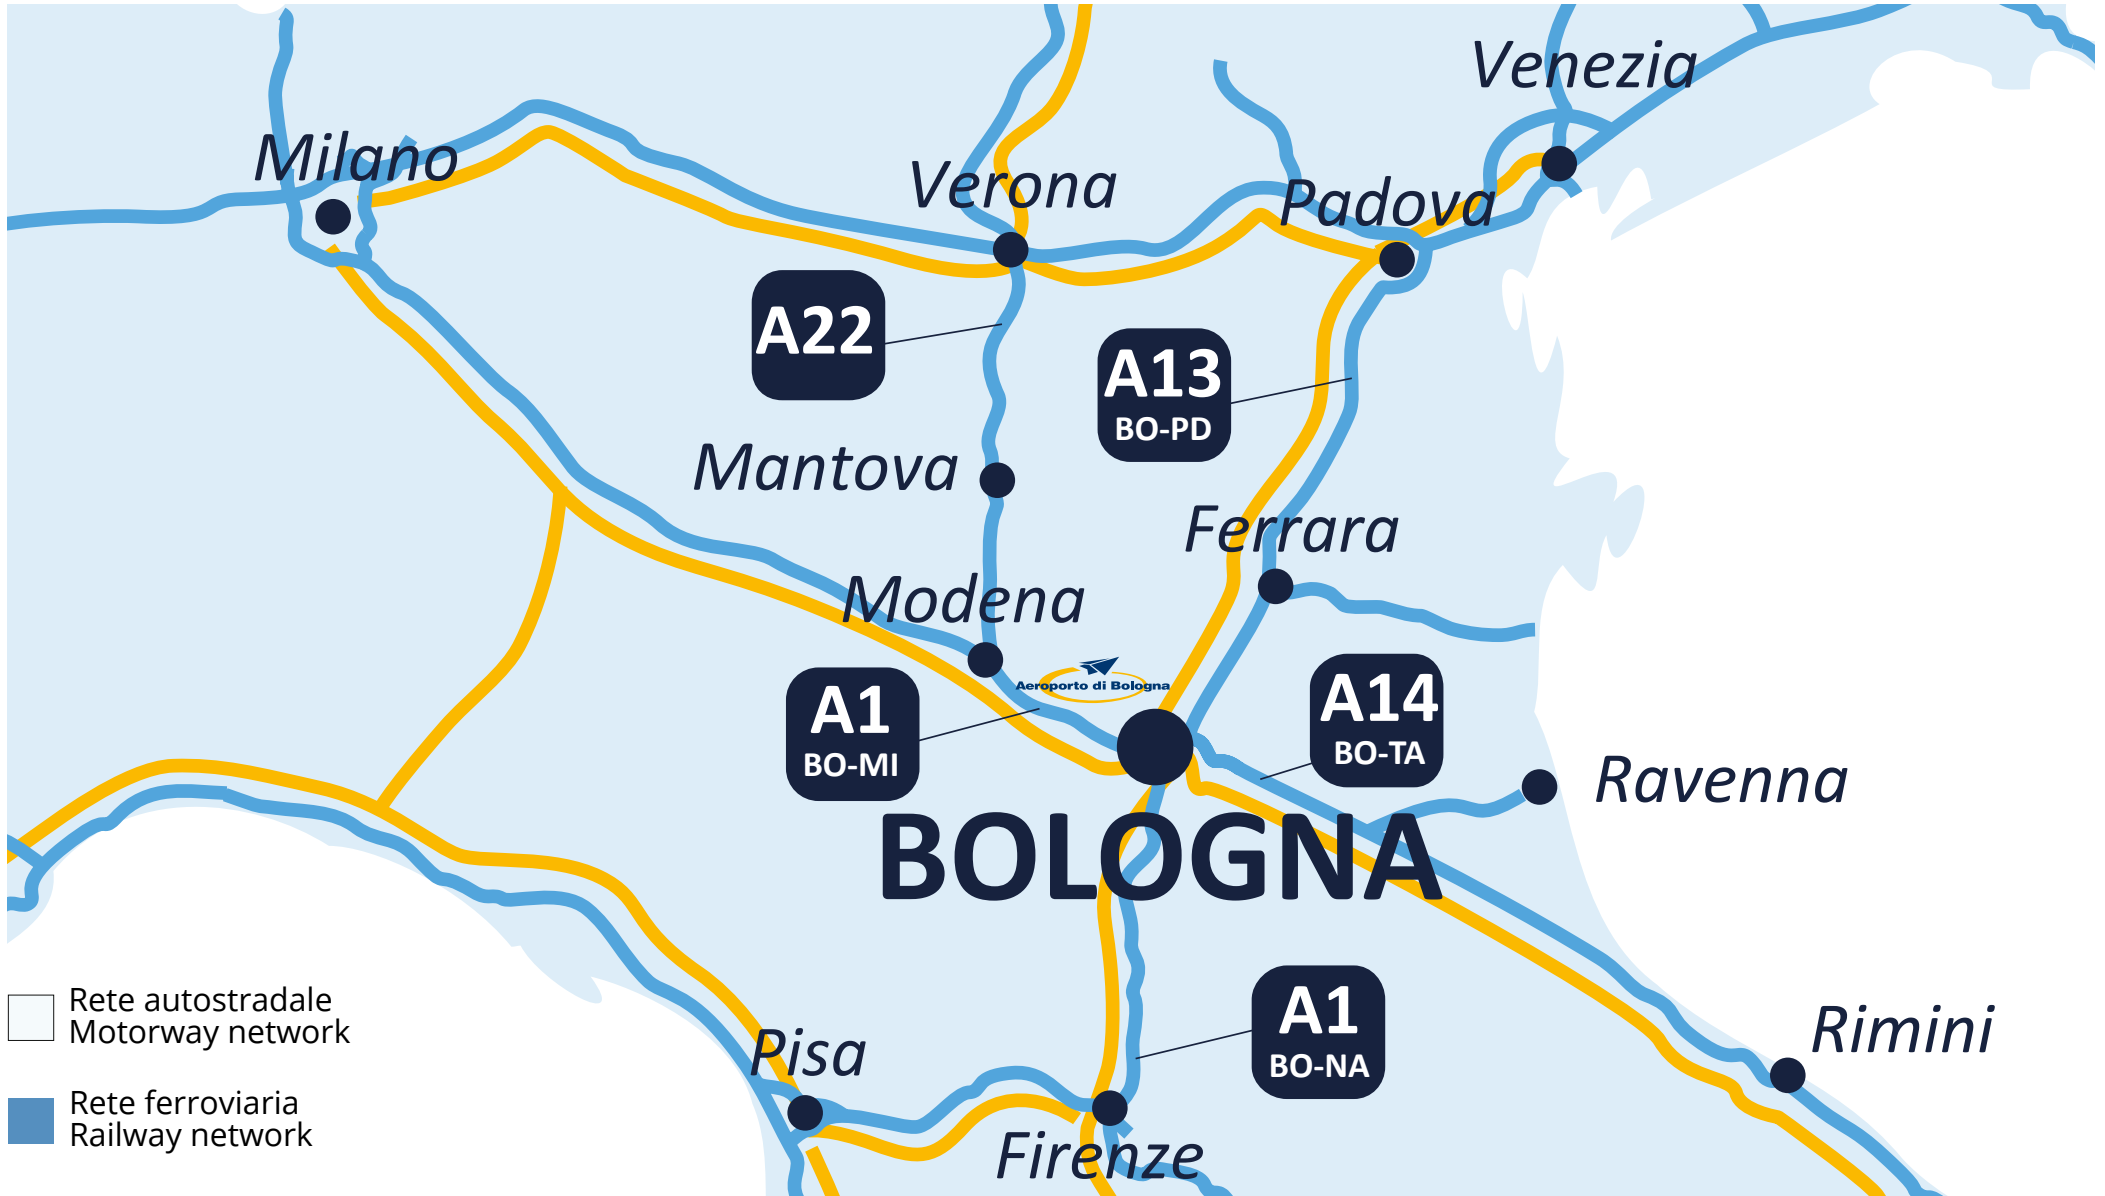 Venezia
Milano
Verona
Padova
A22
A13
BO-PD
Mantova
Ferrara
Modena
Aeroporto di Bologna
A1
BO-MI
A14
BO-TA
Ravenna
BOLOGNA
Rete autostradale
Motorway network
A1
BO-NA
Rimini
Pisa
Rete ferroviaria
Railway network
Firenze